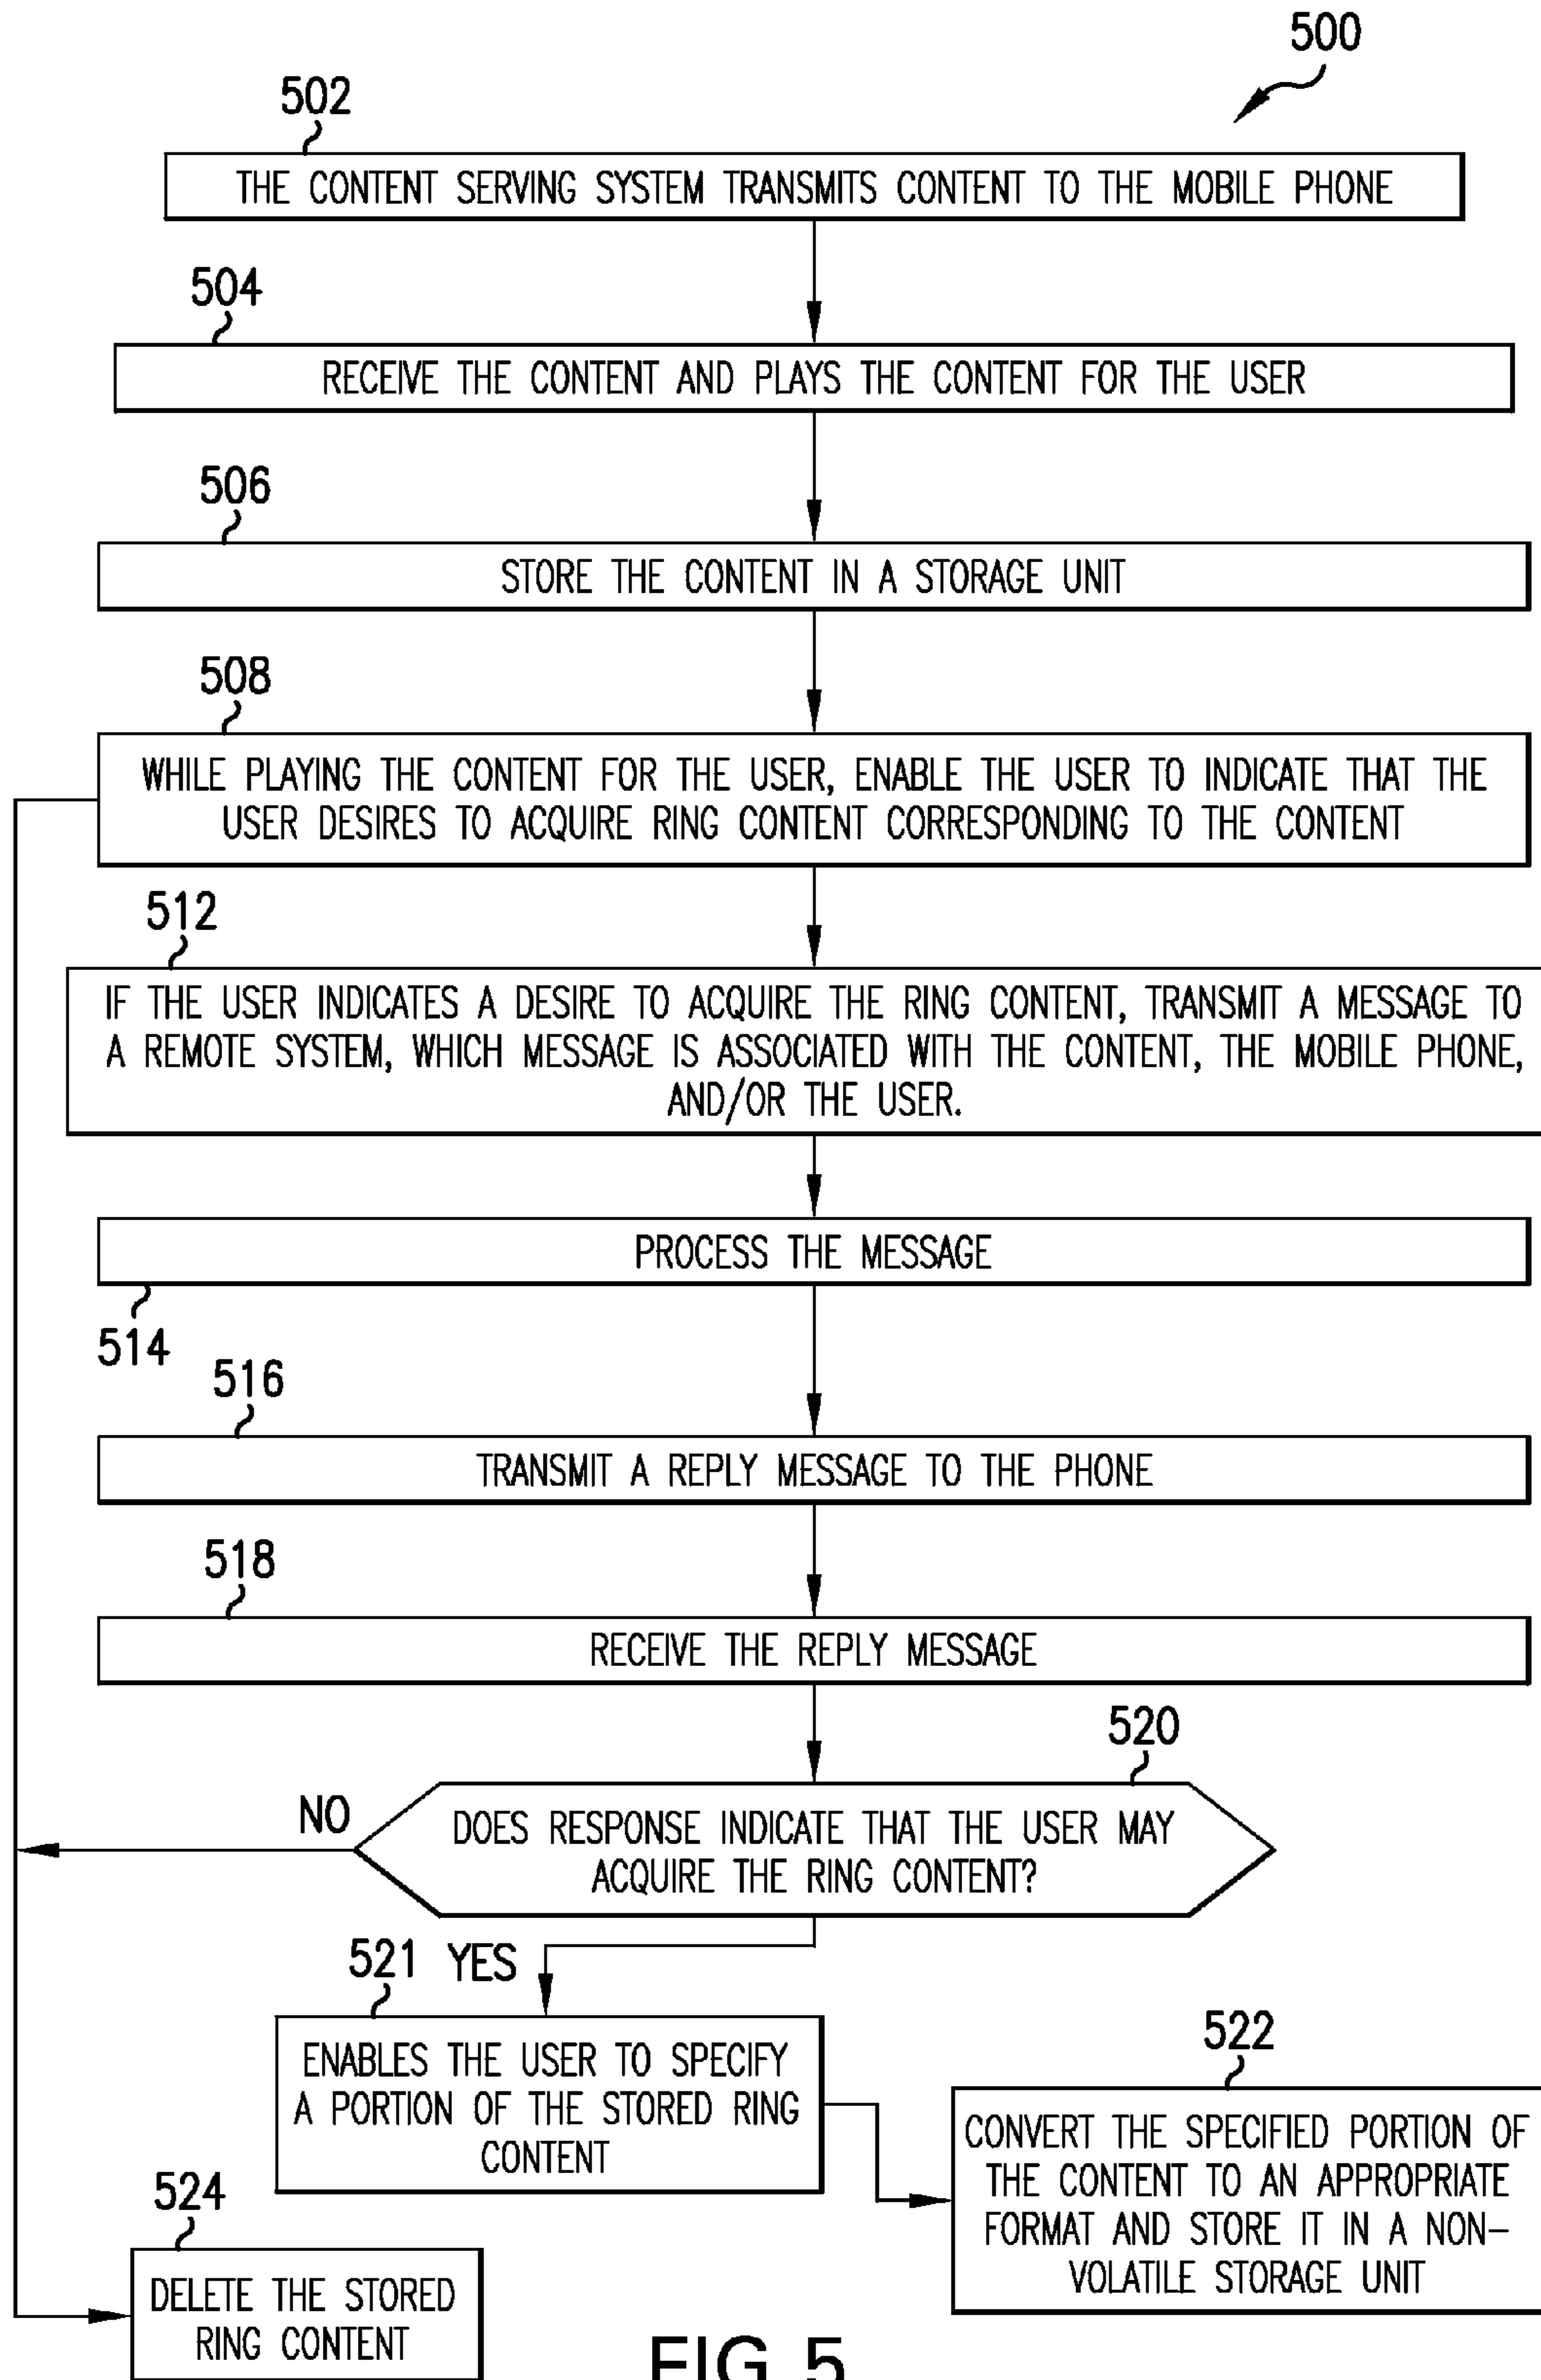 500
502
THE CONTENT SERVING SYSTEM TRANSMITS CONTENT TO THE MOBILE PHONE
504
RECEIVE THE CONTENT AND PLAYS THE CONTENT FOR THE USER
506
STORE THE CONTENT IN A STORAGE UNIT
508
WHILE PLAYING THE CONTENT FOR THE USER, ENABLE THE USER TO INDICATE THAT THE
USER DESIRES TO ACQUIRE RING CONTENT CORRESPONDING TO THE CONTENT
512
IF THE USER INDICATES A DESIRE TO ACQUIRE THE RING CONTENT, TRANSMIT A MESSAGE TO
A REMOTE SYSTEM, WHICH MESSAGE IS ASSOCIATED WITH THE CONTENT, THE MOBILE PHONE,
AND/OR THE USER.
PROCESS THE MESSAGE
514
516
TRANSMIT A REPLY MESSAGE TO THE PHONE
518
RECEIVE THE REPLY MESSAGE
520
NO
DOES RESPONSE INDICATE THAT THE USER MAY
ACQUIRE THE RING CONTENT?
521 YES
ENABLES THE USER TO SPECIFY
A PORTION OF THE STORED RING
CONTENT
522
CONVERT THE SPECIFIED PORTION OF
THE CONTENT TO AN APPROPRIATE
FORMAT AND STORE IT IN A NON-
VOLATILE STORAGE UNIT
524
DELETE THE STORED
RING CONTENT
FIG.5